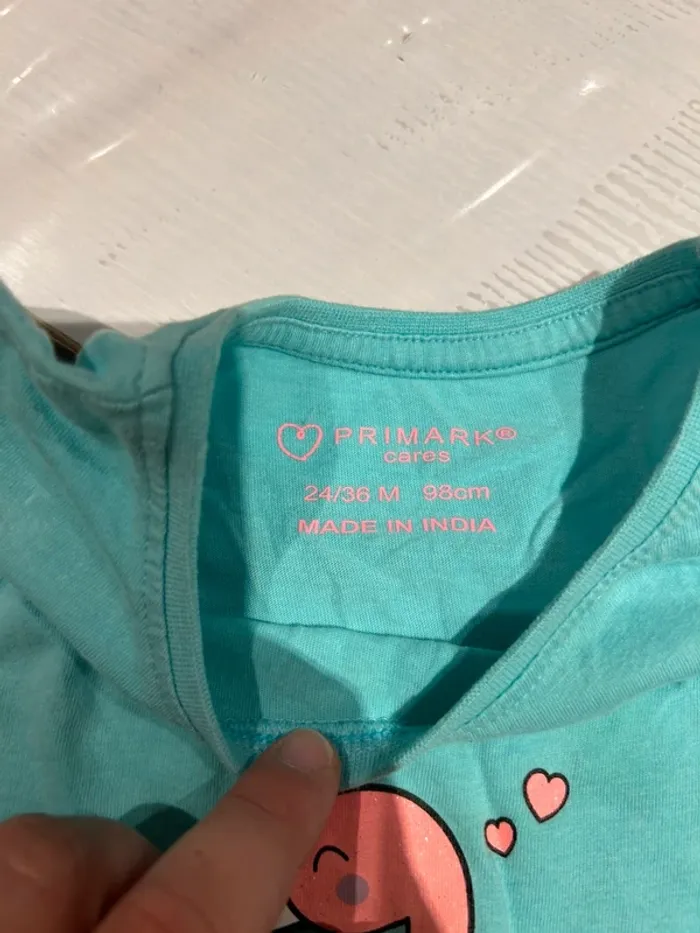 PRIMARK®
cares
24/36 M 98cm
MADE IN INDIA